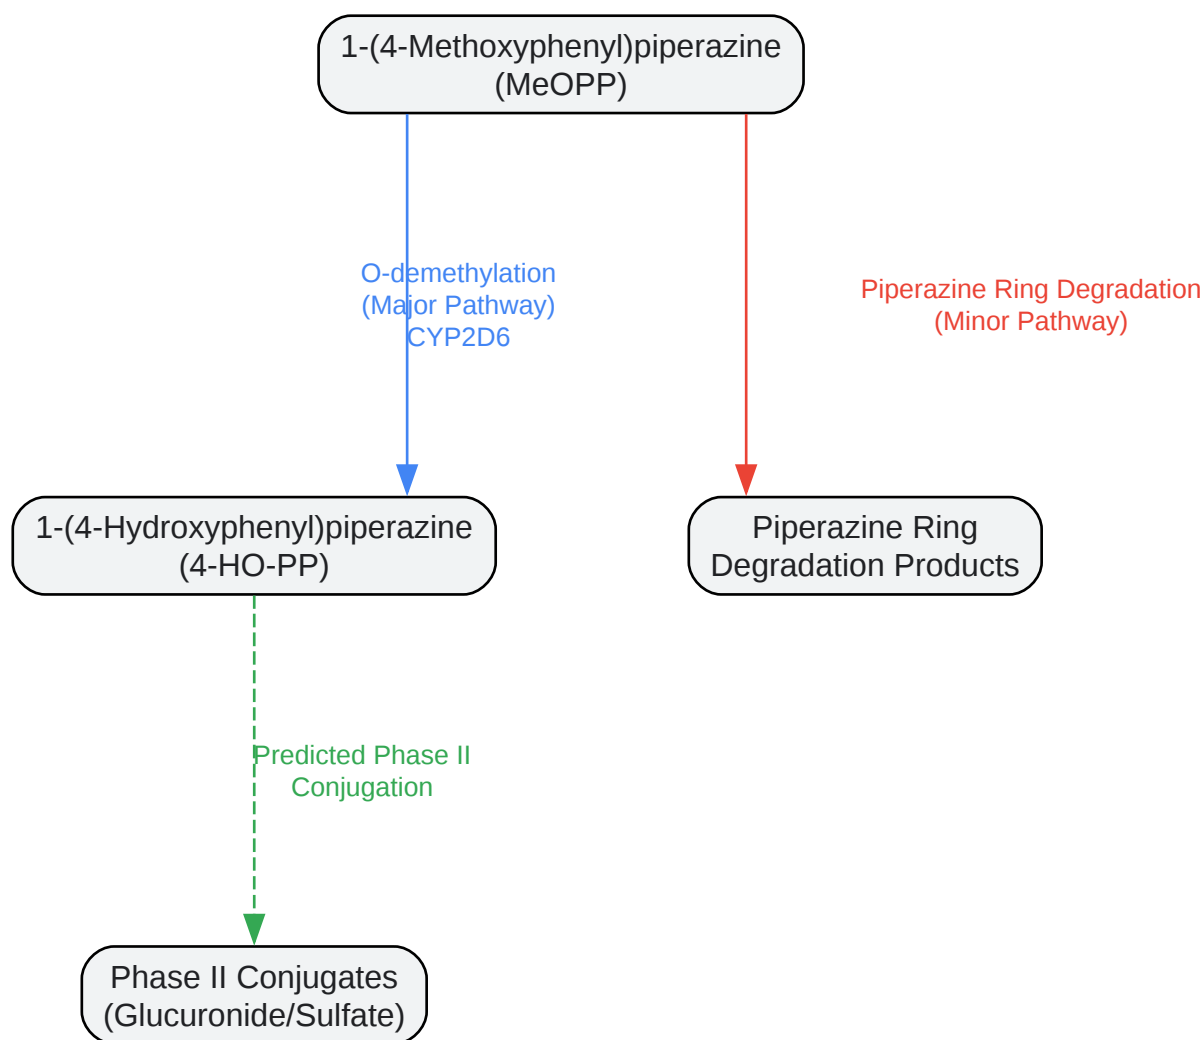 1-(4-Methoxyphenyl)piperazine
(MeOPP)
O-demethylation
(Major Pathway)
CYP2D6
Piperazine Ring Degradation
(Minor Pathway)
1-(4-Hydroxyphenyl)piperazine
(4-HO-PP)
Piperazine Ring
Degradation Products
Predicted Phase II
Conjugation
Phase II Conjugates
(Glucuronide/Sulfate)